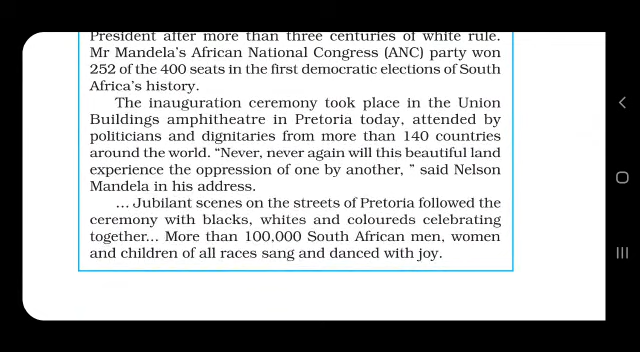 President after more than three centuries of white rule.
Mr Mandela's African National Congress (ANC) party won
252 of the 400 seats in the first democratic elections of South
Africa's history.
The inauguration ceremony took place in the Union
Buildings amphitheatre in Pretoria today, attended by
politicians and dignitaries from more than 140 countries
around the world. “Never, never again will this beautiful land
experience the oppression of one by another, ” said Nelson
Mandela in his address.
... Jubilant scenes on the streets of Pretoria followed the
ceremony with blacks, whites and coloureds celebrating
together... More than 100,000 South African men, women
and children of all races sang and danced with joy.